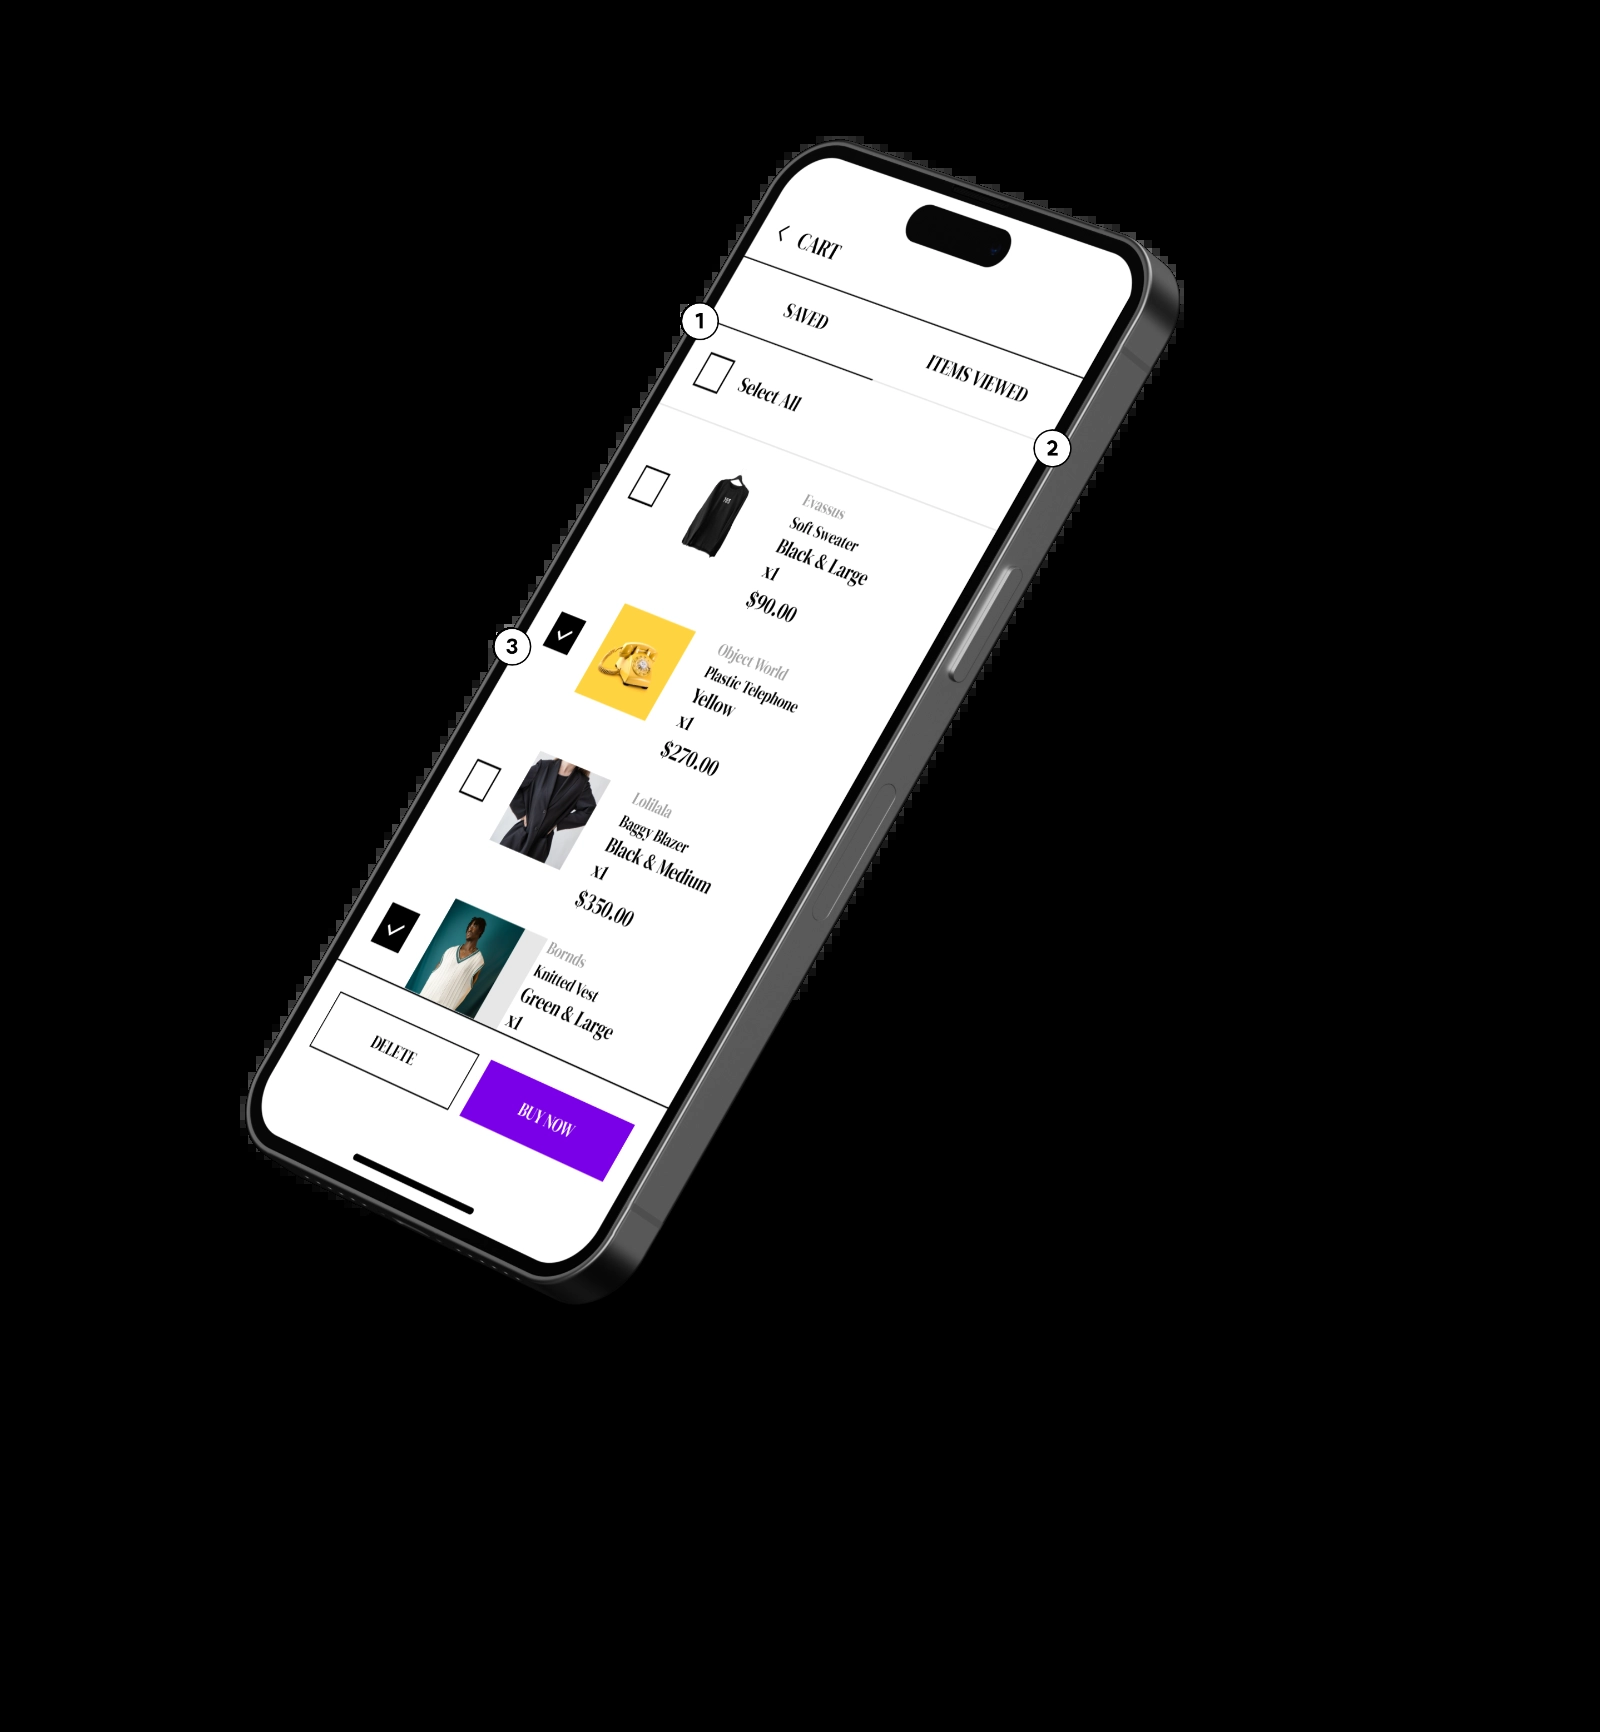 CART
SAVED
ITEMS VIEWED
1
Select All
2
Evassus
Soft Sweater
Black & Large
x1
$90.00
3
Object World
Plastic Telephone
Yellow
x1
$270.00
Lolilala
Baggy Blazer
Black & Medium
x1
$350.00
Bornds
Knitted Vest
Green & Large
x1
DELETE
BUY NOW